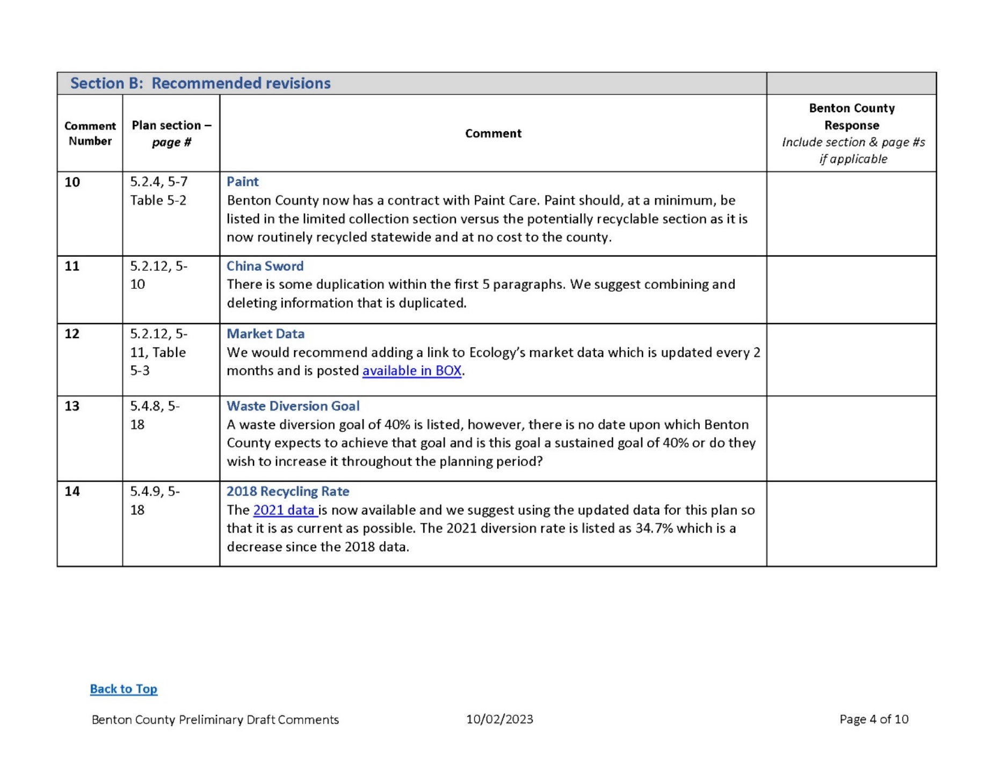 Section B:  Recommended revisions
Comment Number
Plan section – page #
Comment
Benton County Response
Include section & page #s if applicable
10
5.2.4, 5-7
Table 5-2
Paint
Benton County now has a contract with Paint Care. Paint should, at a minimum, be
listed in the limited collection section versus the potentially recyclable section as it is
now routinely recycled statewide and at no cost to the county.
11
5.2.12, 5-
10
China Sword
There is some duplication within the first 5 paragraphs. We suggest combining and
deleting information that is duplicated.
12
5.2.12, 5-
11, Table
5-3
Market Data
We would recommend adding a link to Ecology’s market data which is updated every 2
months and is posted available in BOX.
13
5.4.8, 5-
18
Waste Diversion Goal
A waste diversion goal of 40% is listed, however, there is no date upon which Benton
County expects to achieve that goal and is this goal a sustained goal of 40% or do they
wish to increase it throughout the planning period?
14
5.4.9, 5-
18
2018 Recycling Rate
The 2021 data is now available and we suggest using the updated data for this plan so
that it is as current as possible. The 2021 diversion rate is listed as 34.7% which is a
decrease since the 2018 data.
Back to Top
Benton County Preliminary Draft Comments
10/02/2023
Page 4 of 10